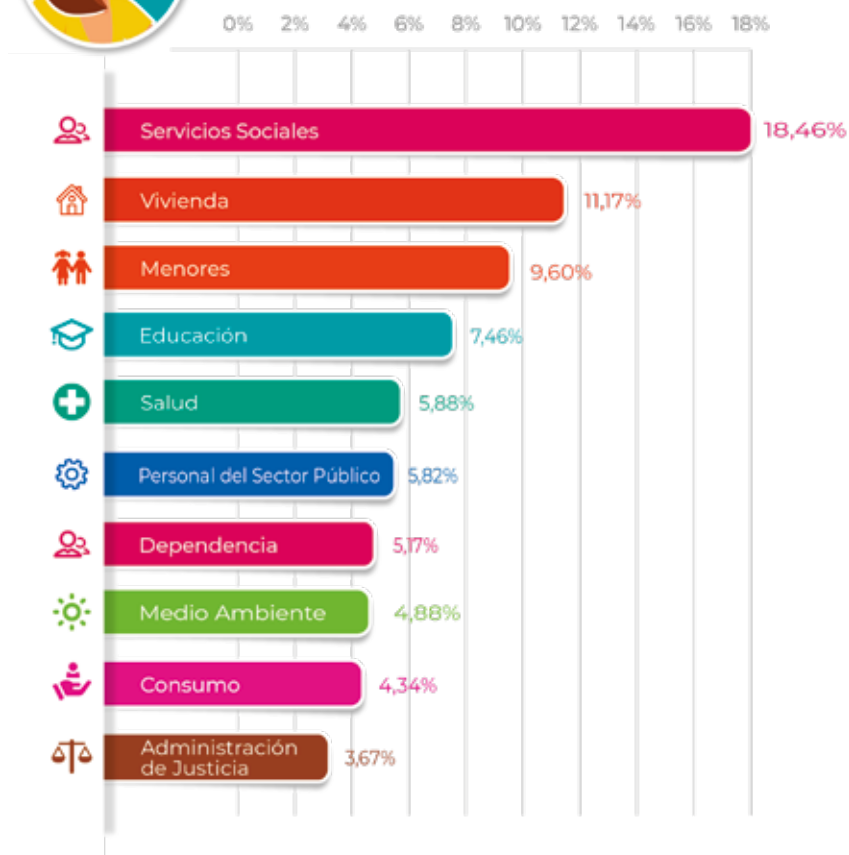 0% 2% 4% 6% 8% 10% 12% 14% 16% 18%
Servicios Sociales 18,46%
Vivienda 11,17%
Menores 9,60%
Educación 7,46%
Salud 5,88%
Personal del Sector Público 5,82%
Dependencia 5,17%
Medio Ambiente 4,88%
Consumo 4,34%
Administración
de Justicia 3,67%